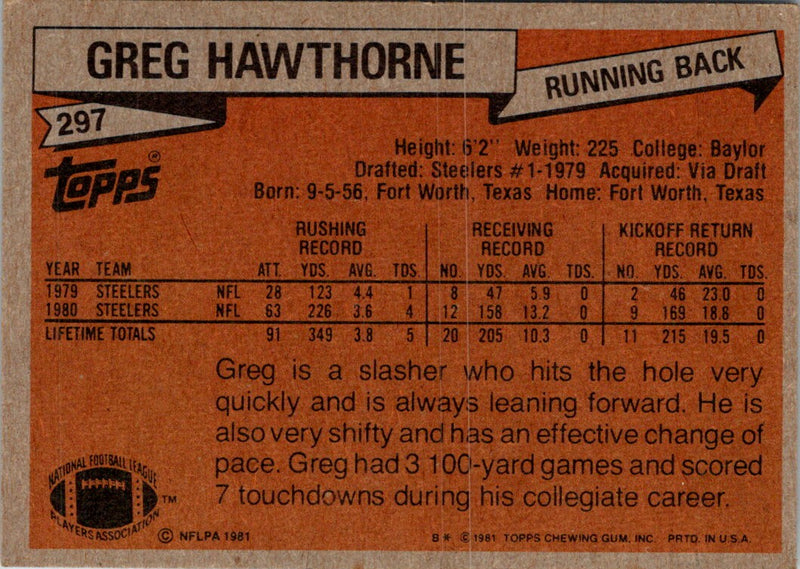 GREG HAWTHORNE
RUNNING BACK
297
TOPPS®
Height: 6'2" Weight: 225 College: Baylor
Drafted: Steelers #1-1979 Acquired: Via Draft
Born: 9-5-56, Fort Worth, Texas Home: Fort Worth, Texas
RUSHING RECORD RECEIVING RECORD KICKOFF RETURN RECORD
YEAR TEAM ATT. YDS. AVG. TDS. NO. YDS. AVG. TDS. NO. YDS. AVG. TDS.
1979 STEELERS NFL 28 123 4.4 1 8 47 5.9 0 2 46 23.0 0
1980 STEELERS NFL 63 226 3.6 4 12 158 13.2 0 9 169 18.8 0
LIFETIME TOTALS 91 349 3.8 5 20 205 10.3 0 11 215 19.5 0
Greg is a slasher who hits the hole very
quickly and is always leaning forward. He is
also very shifty and has an effective change of
pace. Greg had 3 100-yard games and scored
7 touchdowns during his collegiate career.
NATIONAL FOOTBALL LEAGUE
PLAYERS ASSOCIATION
™
© NFLPA 1981
B* © 1981 TOPPS CHEWING GUM, INC. PRTD. IN U.S.A.